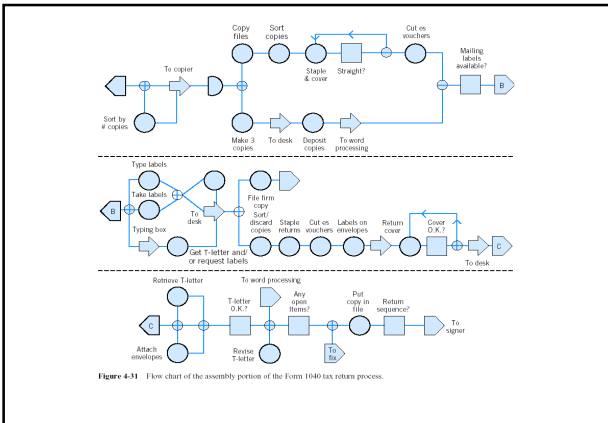 Copy
files
Sort
copies
Cut es
vouchers
Mailing
labels
available?
To copier
Staple
& cover
Straight?
B
Sort by
# copies
Make 3
copies
To desk
Deposit
copies
To word
processing
Type labels
Take labels
B
To
desk
Typing box
Get T-letter and/
or request labels
File firm
copy
Sort/
discard
copies
Staple
returns
Cut es
vouchers
Labels on
envelopes
Return
cover
Cover
O.K.?
C
To desk
Retrieve T-letter
To word processing
T-letter
O.K.?
Any
open
Items?
Put
copy in
file
Return
sequence?
C
To
signer
Attach
envelopes
Revise
T-letter
To
fix
Figure 4-31 Flow chart of the assembly portion of the Form 1040 tax return process.